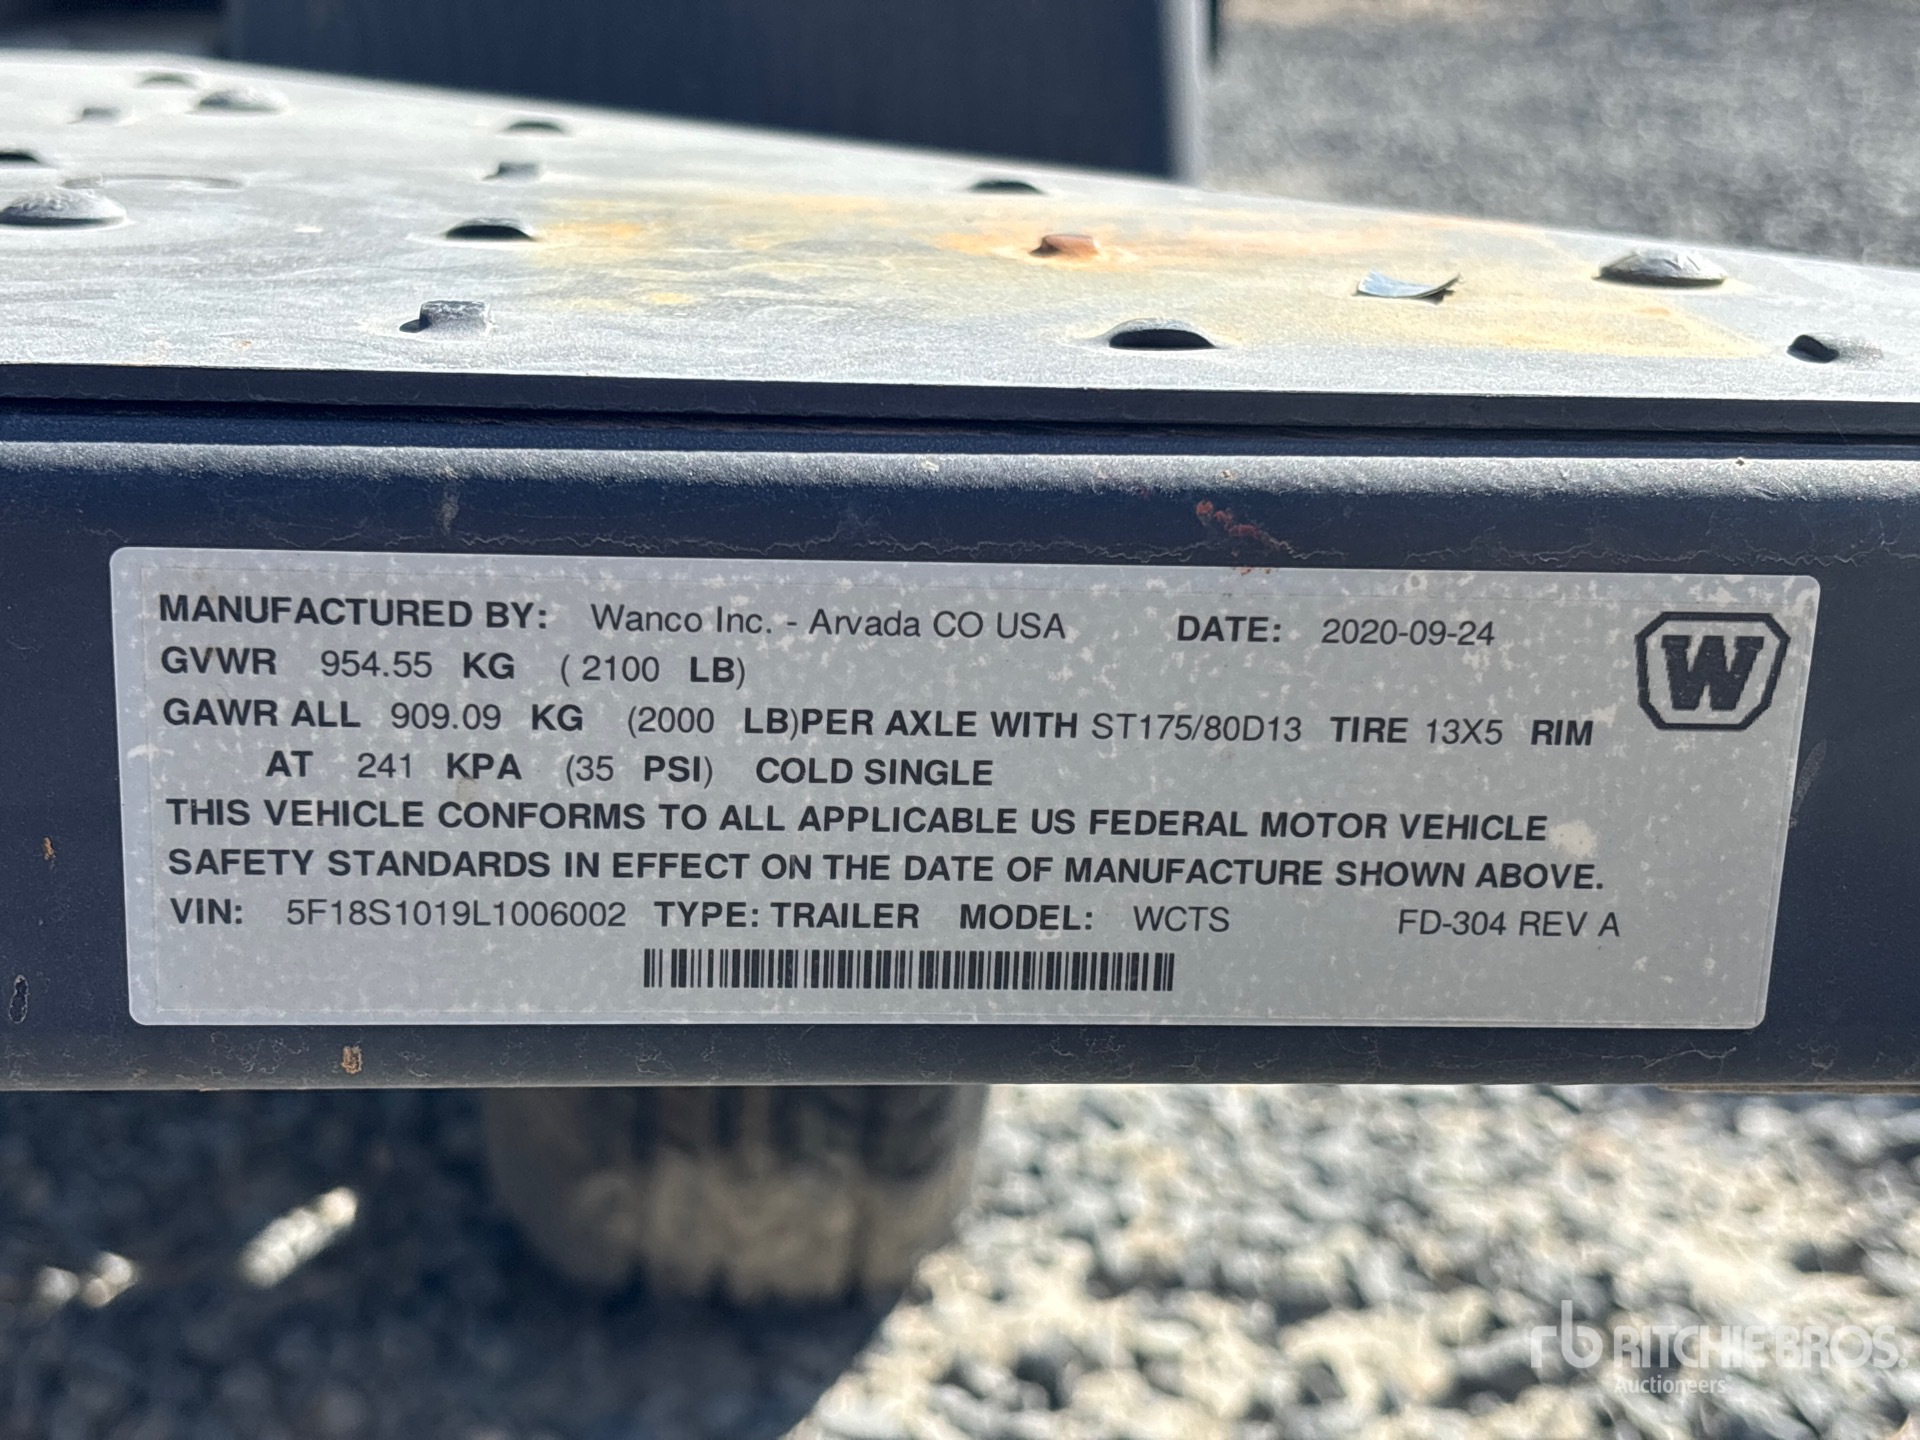 MANUFACTURED BY: Wanco Inc. - Arvada CO USA DATE: 2020-09-24
GVWR 954.55 KG ( 2100 LB)
GAWR ALL 909.09 KG (2000 LB)PER AXLE WITH ST175/80D13 TIRE 13X5 RIM
AT 241 KPA (35 PSI) COLD SINGLE
THIS VEHICLE CONFORMS TO ALL APPLICABLE US FEDERAL MOTOR VEHICLE
SAFETY STANDARDS IN EFFECT ON THE DATE OF MANUFACTURE SHOWN ABOVE.
VIN: 5F18S1019L1006002 TYPE: TRAILER MODEL: WCTS FD-304 REV A
W
rb RITCHIE BROS.
Auctioneers